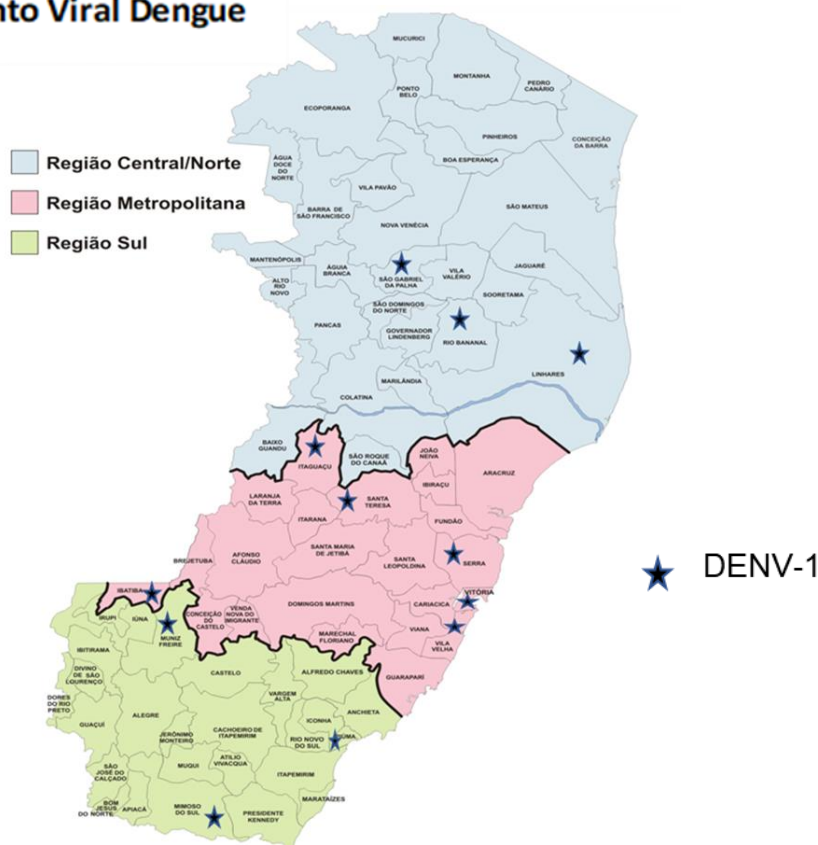 nto Viral Dengue
Região Central/Norte
Região Metropolitana
Região Sul
MUCURICI
MONTANHA
PEDRO
CANÁRIO
PONTO
BELO
ECOPORANGA
PINHEIROS
CONCEIÇÃO
DA BARRA
ÁGUA
DOCE
DO
NORTE
BOA ESPERANÇA
VILA PAVÃO
BARRA DE
SÃO FRANCISCO
SÃO MATEUS
NOVA VENÉCIA
MANTENÓPOLIS
ÁGUIA
BRANCA
SÃO GABRIEL
DA PALHA
VILA
VALÉRIO
JAGUARÉ
ALTO
RIO
NOVO
SOORETAMA
SÃO DOMINGOS
DO NORTE
PANCAS
GOVERNADOR
LINDENBERG
RIO BANANAL
LINHARES
MARILÂNDIA
COLATINA
BAIXO
GUANDU
ITAGUAÇU
SÃO ROQUE
DO CANAÃ
JOÃO
NEIVA
ARACRUZ
IBIRAÇU
LARANJA
DA TERRA
SANTA
TERESA
ITARANA
FUNDÃO
BREJETUBA
AFONSO
CLÁUDIO
SANTA MARIA
DE JETIBÁ
SANTA
LEOPOLDINA
SERRA
DENV-1
IBATIBA
VITÓRIA
CONCEIÇÃO
DO
CASTELO
VENDA
NOVA DO
IMIGRANTE
DOMINGOS MARTINS
CARIACICA
IRUPI
IÚNA
MUNIZ
FREIRE
MARECHAL
FLORIANO
VIANA
VILA
VELHA
IBITIRAMA
DIVINO
DE SÃO
LOURENÇO
CASTELO
ALFREDO CHAVES
GUARAPARÍ
DORES
DO RIO
PRETO
VARGEM
ALTA
ANCHIETA
GUAÇUÍ
ALEGRE
ICONHA
JERÔNIMO
MONTEIRO
CACHOEIRO DE
ITAPEMIRIM
RIO NOVO
DO SUL
SÃO
JOSÉ DO
CALÇADO
MUQUI
ATILIO
VIVACQUA
ITAPEMIRIM
BOM
JESUS
DO NORTE
APIACÁ
MIMOSO
DO SUL
PRESIDENTE
KENNEDY
MARATAÍZES